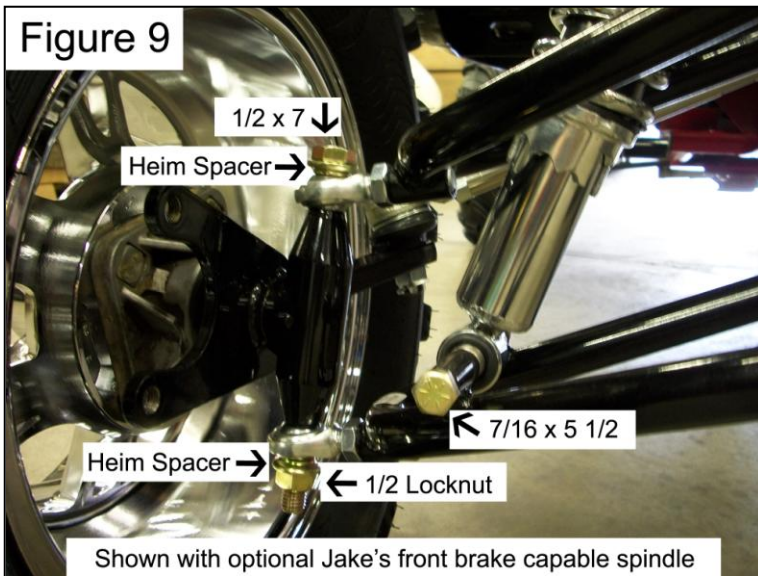 Figure 9
1/2 x 7
Heim Spacer
7/16 x 5 1/2
Heim Spacer
1/2 Locknut
Shown with optional Jake's front brake capable spindle